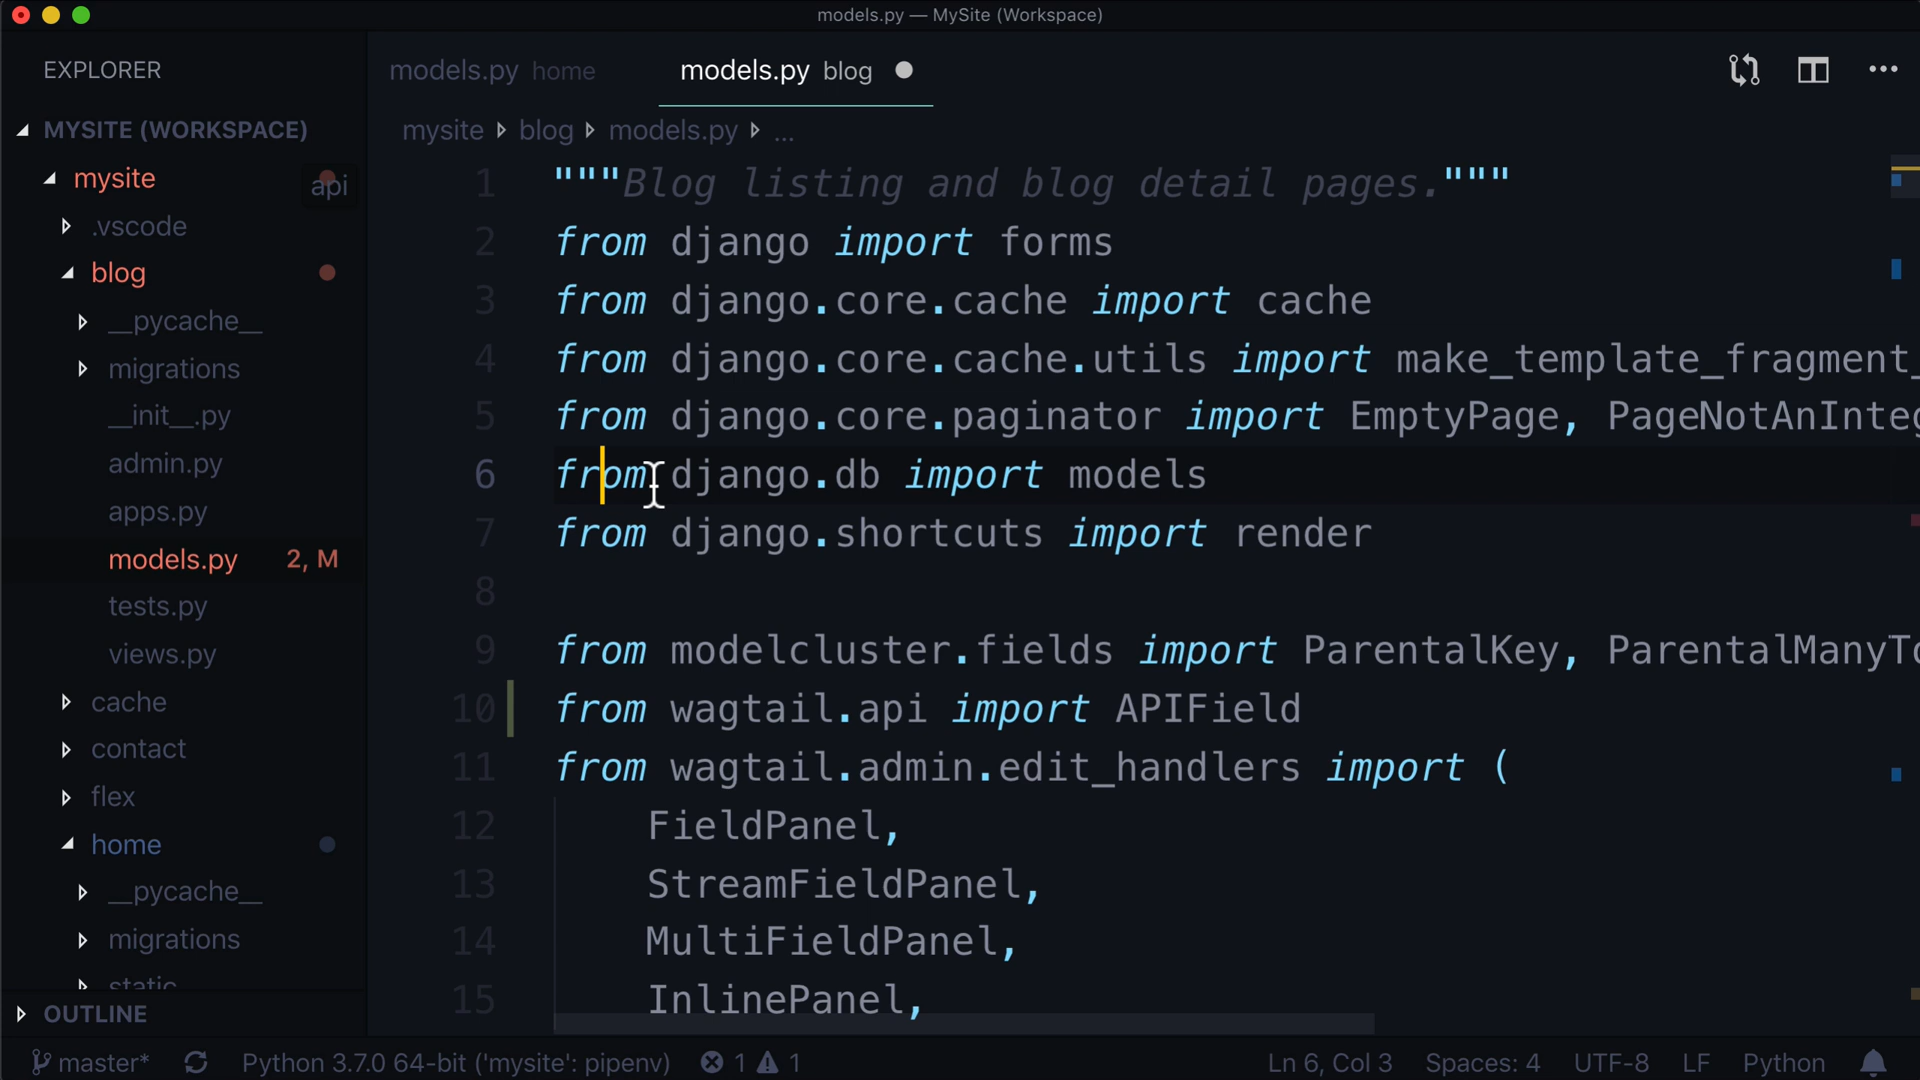 models.py — MySite (Workspace)
EXPLORER
MYSITE (WORKSPACE)
mysite
api
.vscode
blog
__pycache__
migrations
__init__.py
admin.py
apps.py
models.py 2, M
tests.py
views.py
cache
contact
flex
home
__pycache__
migrations
static
OUTLINE
models.py home
models.py blog
mysite blog models.py ...
1 """Blog listing and blog detail pages."""
2 from django import forms
3 from django.core.cache import cache
4 from django.core.cache.utils import make_template_fragment_
5 from django.core.paginator import EmptyPage, PageNotAnInteg
6 from django.db import models
7 from django.shortcuts import render
8
9 from modelcluster.fields import ParentalKey, ParentalManyTo
10 from wagtail.api import APIField
11 from wagtail.admin.edit_handlers import (
12 FieldPanel,
13 StreamFieldPanel,
14 MultiFieldPanel,
15 InlinePanel,
master* Python 3.7.0 64-bit ('mysite': pipenv) 1 1 Ln 6, Col 3 Spaces: 4 UTF-8 LF Python